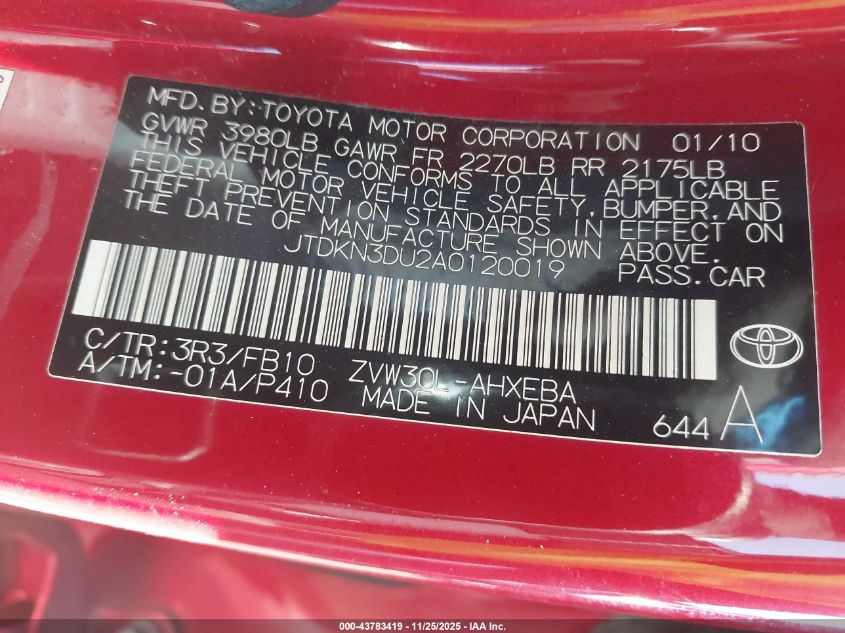 MFD. BY: TOYOTA MOTOR CORPORATION 01/10
GVWR 3980LB GAWR FR 2270LB RR 2175LB
THIS VEHICLE CONFORMS TO ALL APPLICABLE
FEDERAL MOTOR VEHICLE SAFETY, BUMPER, AND
THEFT PREVENTION STANDARDS IN EFFECT ON
THE DATE OF MANUFACTURE SHOWN ABOVE.
JTDKN3DU2A0120019 PASS. CAR
C/TR: 3R3/FB10 ZVW30L-AHXEBA
A/TM:-01A/P410 MADE IN JAPAN 644 A
000-43783419 - 11/25/2025 - IAA Inc.